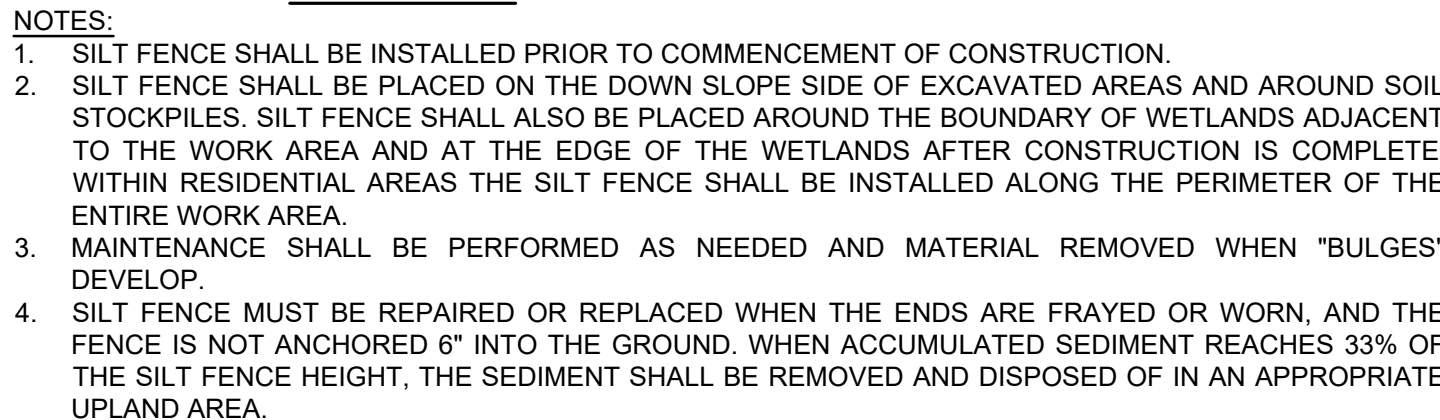 NOTES:
1. SILT FENCE SHALL BE INSTALLED PRIOR TO COMMENCEMENT OF CONSTRUCTION.
2. SILT FENCE SHALL BE PLACED ON THE DOWN SLOPE SIDE OF EXCAVATED AREAS AND AROUND SOIL
STOCKPILES. SILT FENCE SHALL ALSO BE PLACED AROUND THE BOUNDARY OF WETLANDS ADJACENT
TO THE WORK AREA AND AT THE EDGE OF THE WETLANDS AFTER CONSTRUCTION IS COMPLETE.
WITHIN RESIDENTIAL AREAS THE SILT FENCE SHALL BE INSTALLED ALONG THE PERIMETER OF THE
ENTIRE WORK AREA.
3. MAINTENANCE SHALL BE PERFORMED AS NEEDED AND MATERIAL REMOVED WHEN "BULGES"
DEVELOP.
4. SILT FENCE MUST BE REPAIRED OR REPLACED WHEN THE ENDS ARE FRAYED OR WORN, AND THE
FENCE IS NOT ANCHORED 6" INTO THE GROUND. WHEN ACCUMULATED SEDIMENT REACHES 33% OF
THE SILT FENCE HEIGHT, THE SEDIMENT SHALL BE REMOVED AND DISPOSED OF IN AN APPROPRIATE
UPLAND AREA.